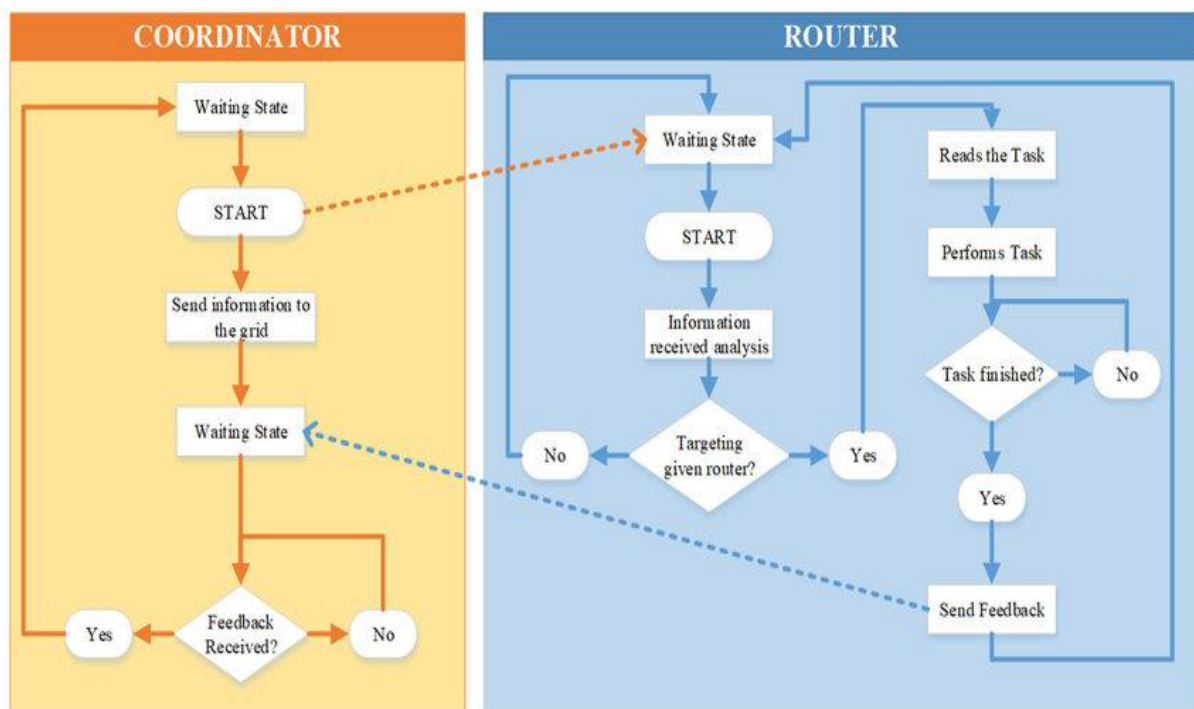 COORDINATOR
Waiting State
START
Send information to
the grid
Waiting State
Feedback
Received?
Yes
No
ROUTER
Waiting State
START
Information
received analysis
Targeting
given router?
No
Yes
Reads the Task
Performs Task
Task finished?
No
Yes
Send Feedback